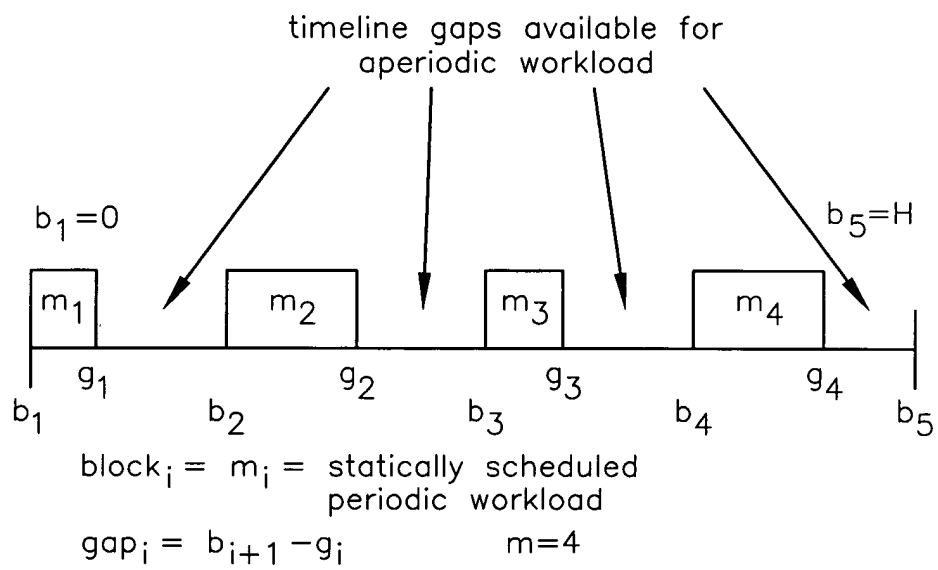 timeline gaps available for
aperiodic workload
b₁=0
b₅=H
m₁
m₂
m₃
m₄
g₁
g₂
g₃
g₄
b₁
b₂
b₃
b₄
b₅
blockᵢ = mᵢ = statically scheduled
periodic workload
gapᵢ = bᵢ₊₁ −gᵢ
m=4